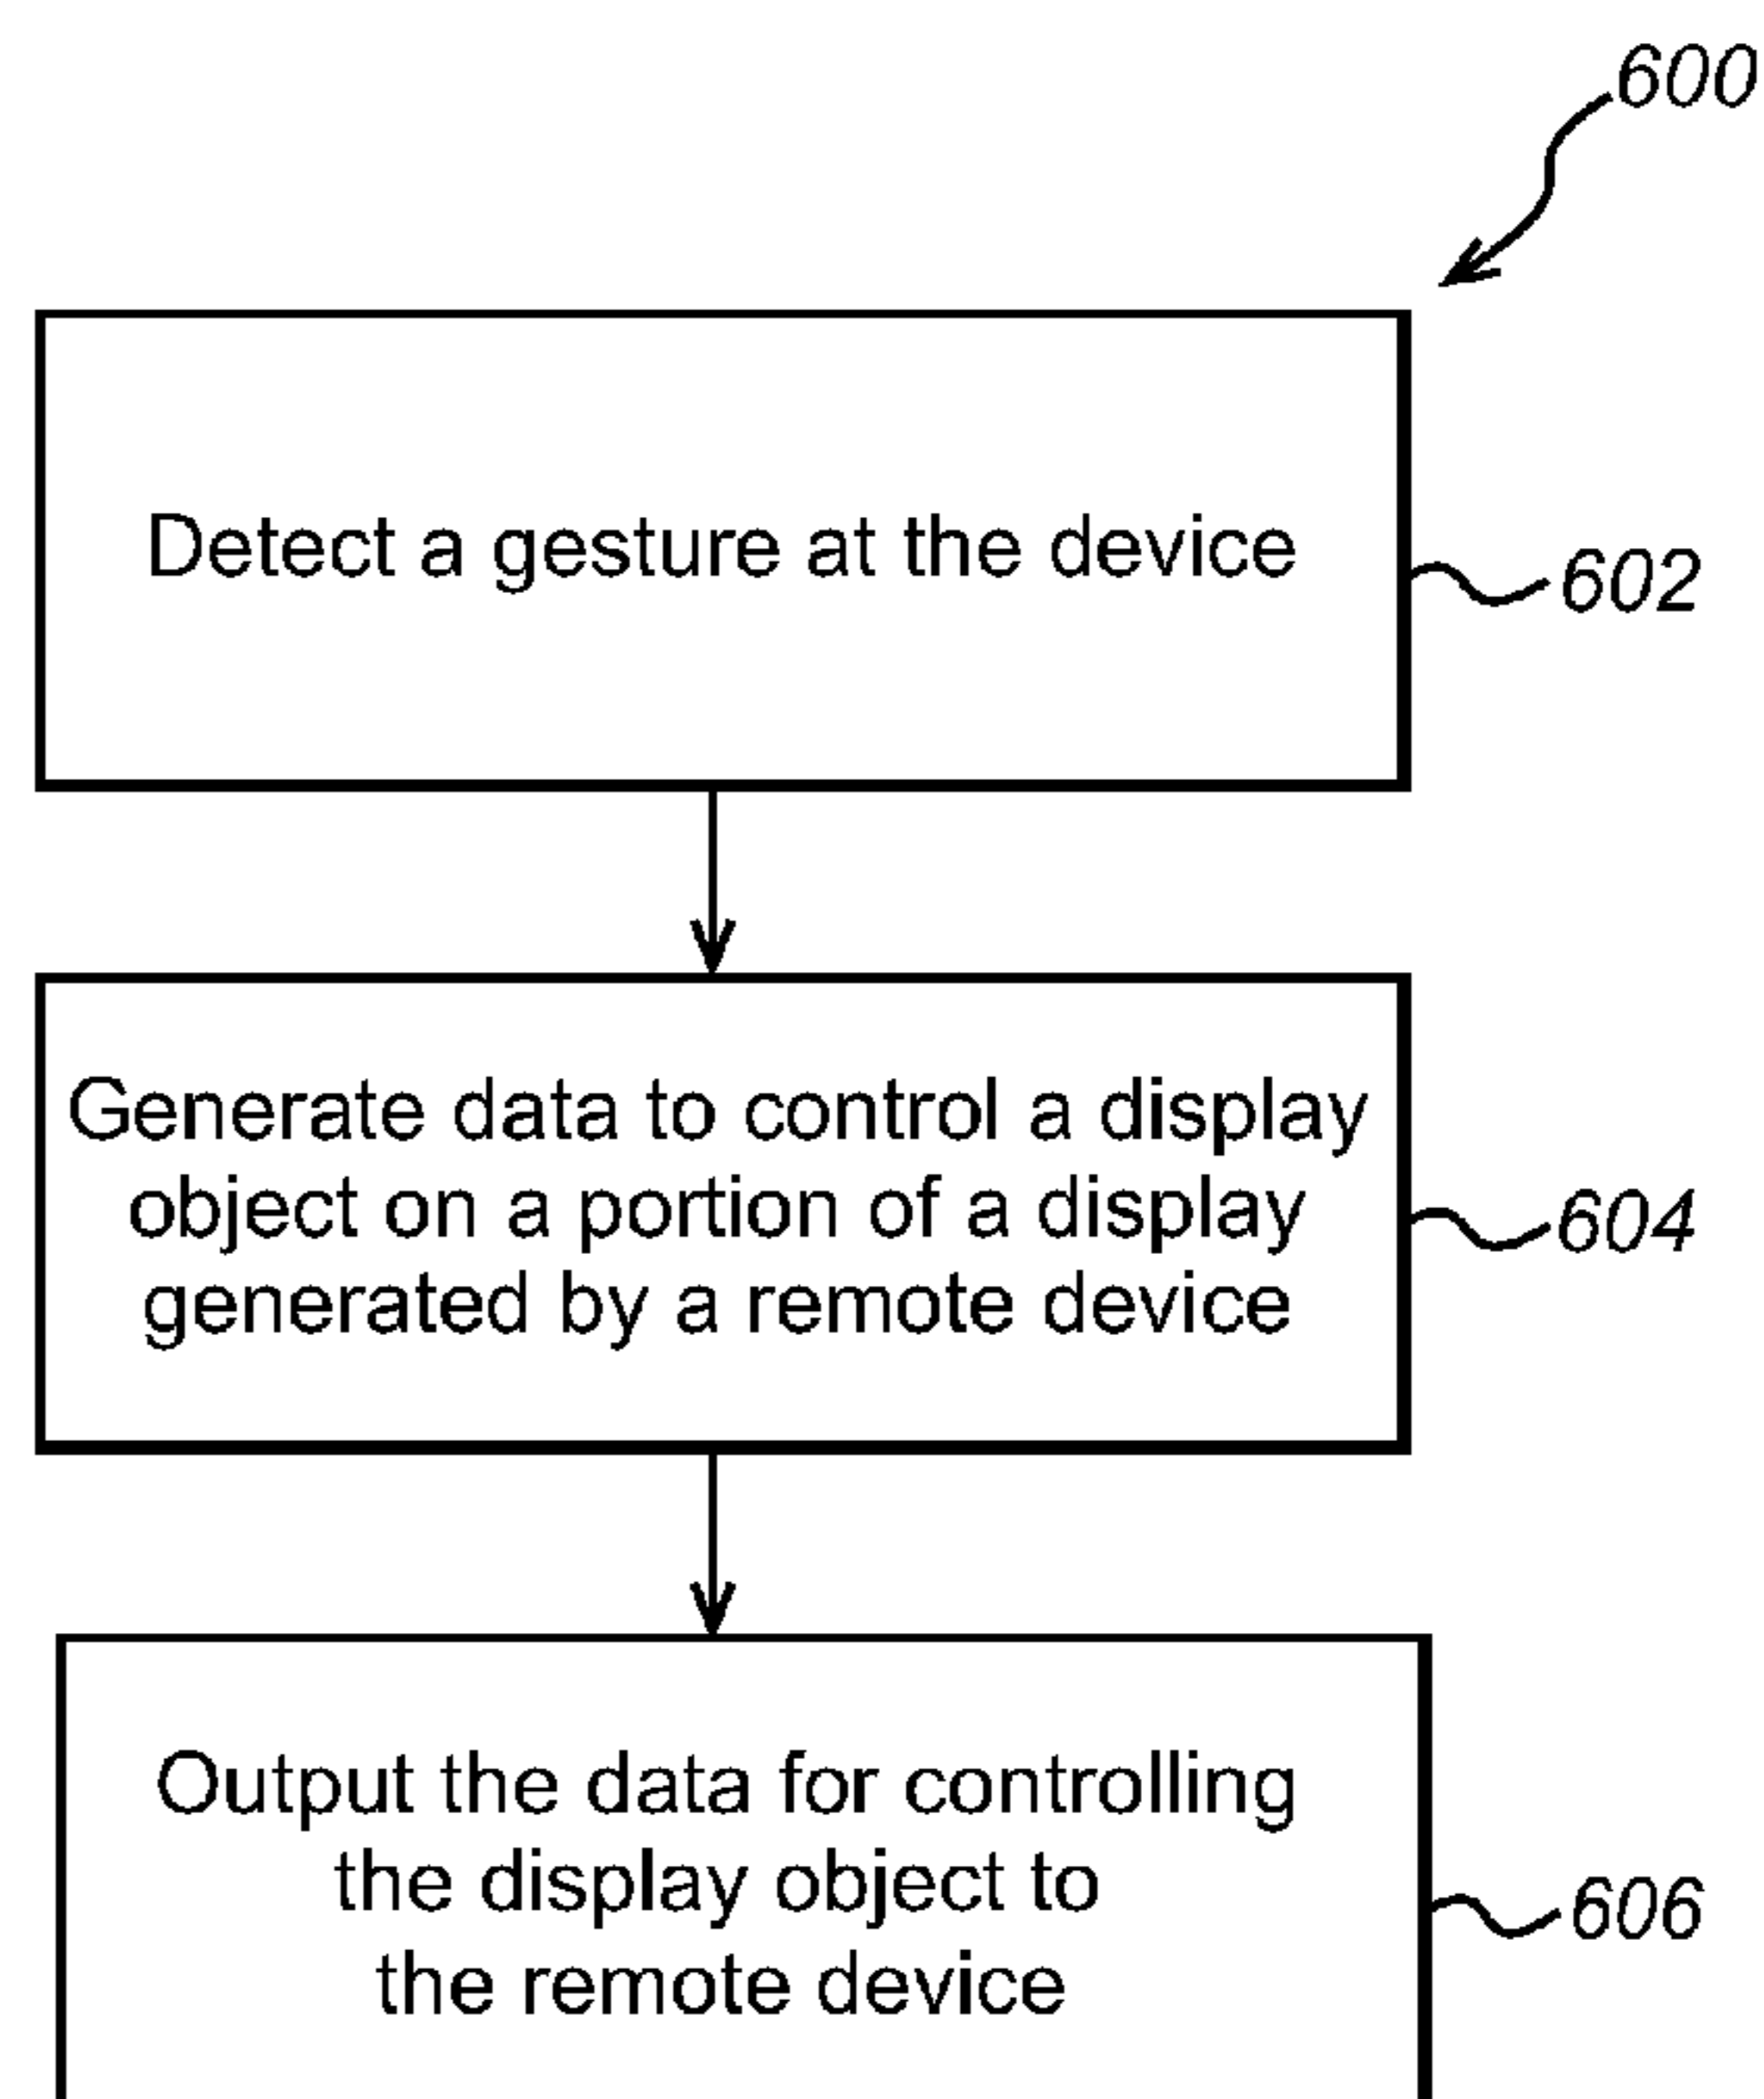 600
Detect a gesture at the device
602
Generate data to control a display
object on a portion of a display
generated by a remote device
604
Output the data for controlling
the display object to
the remote device
606